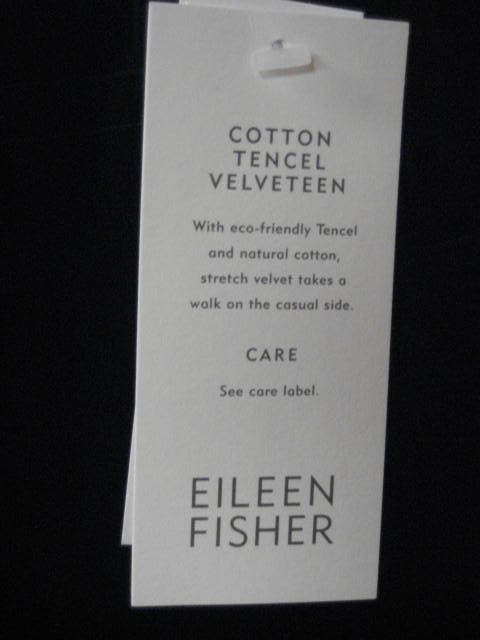 COTTON
TENCEL
VELVETEEN
With eco-friendly Tencel
and natural cotton,
stretch velvet takes a
walk on the casual side.
CARE
See care label.
EILEEN
FISHER